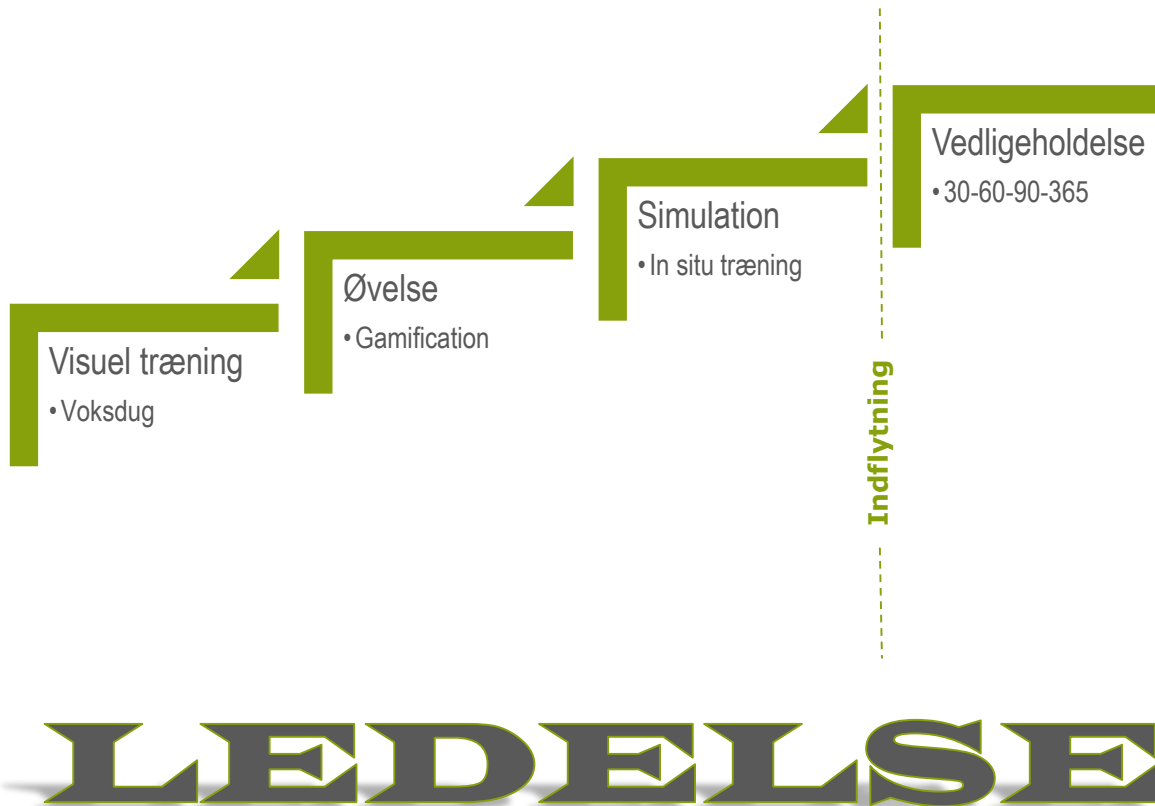 Visuel træning
•Voksdug
Øvelse
•Gamification
Simulation
•In situ træning
Indflytning
Vedligeholdelse
•30-60-90-365
LEDELSE